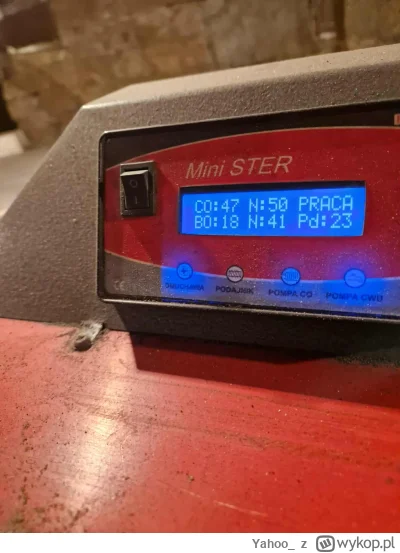 Mini STER
CO:47 N:50 PRACA
BO:18 N:41 Pd:23
DMUCHAWA PODAJNIK POMPA CO POMPA CWU
Yahoo_ z wykop.pl